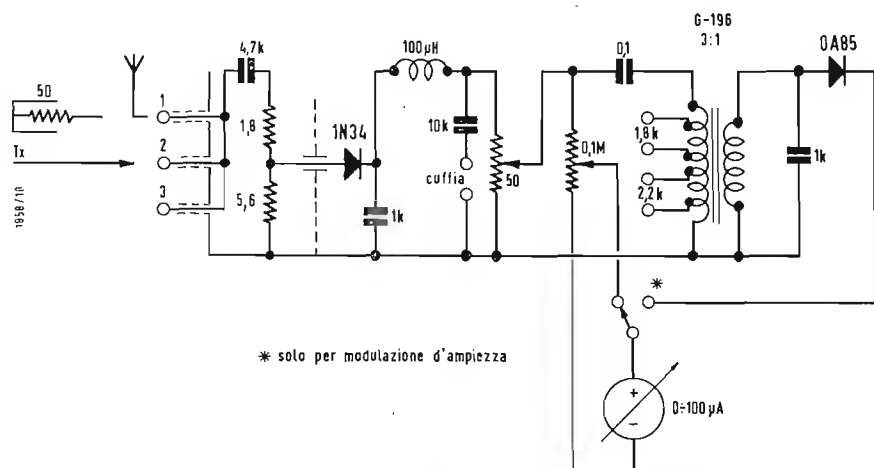 G-196
3:1
OA85
50
4,7k
100µH
0,1
1
1,8
1N34
10k
1,8k
Tx
2
cuffia
50
0,1M
1k
3
5,6
1k
2,2k
1958/10
*
* solo per modulazione d'ampiezza
+
−
0÷100µA